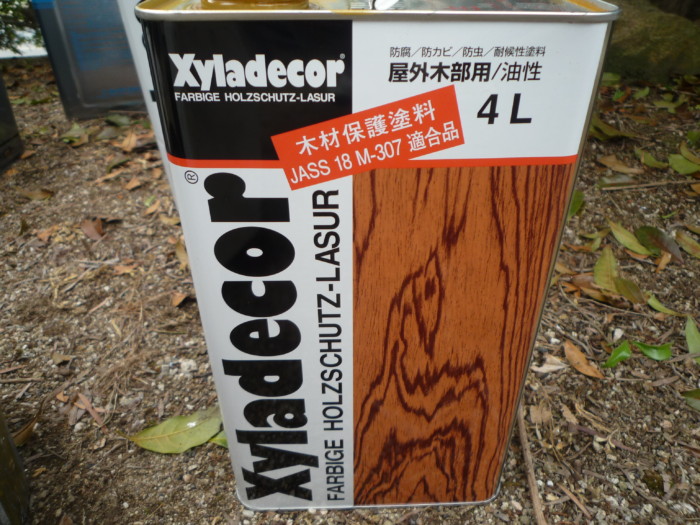 Xyladecor®
FARBIGE HOLZSCHUTZ-LASUR
防腐/防カビ/防虫/耐候性塗料
屋外木部用/油性
4L
木材保護塗料
JASS 18 M-307 適合品
Xyladecor®
FARBIGE HOLZSCHUTZ-LASUR